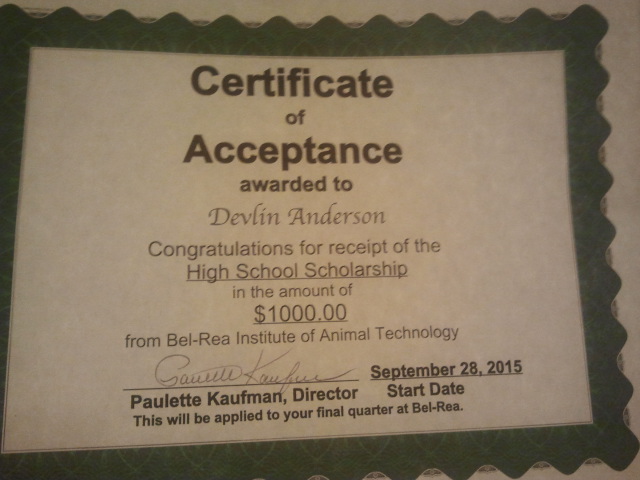 Certificate
of
Acceptance
awarded to
Devlin Anderson
Congratulations for receipt of the
High School Scholarship
in the amount of
$1000.00
from Bel-Rea Institute of Animal Technology
Paulette Kaufman
September 28, 2015
Paulette Kaufman, Director
Start Date
This will be applied to your final quarter at Bel-Rea.